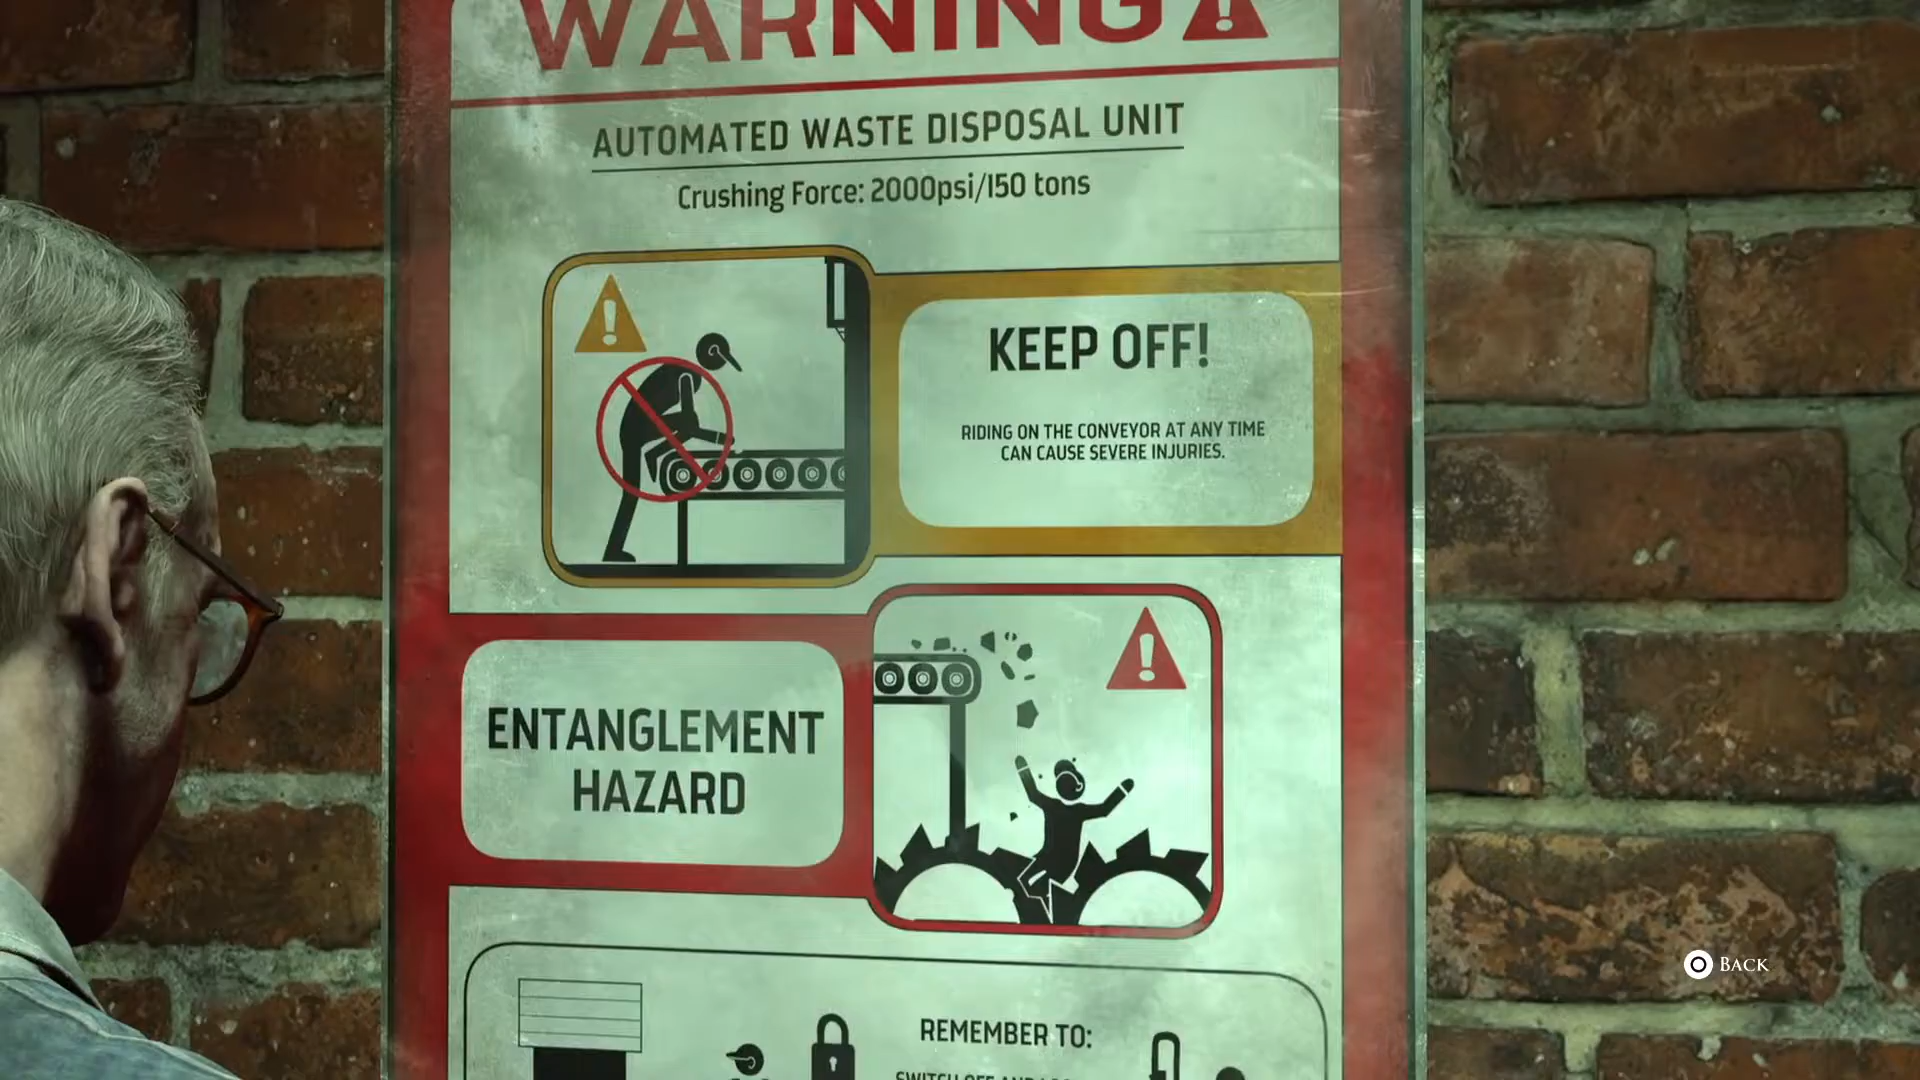 WARNING
AUTOMATED WASTE DISPOSAL UNIT
Crushing Force: 2000psi/150 tons
KEEP OFF!
RIDING ON THE CONVEYOR AT ANY TIME
CAN CAUSE SEVERE INJURIES.
ENTANGLEMENT
HAZARD
REMEMBER TO:
BACK